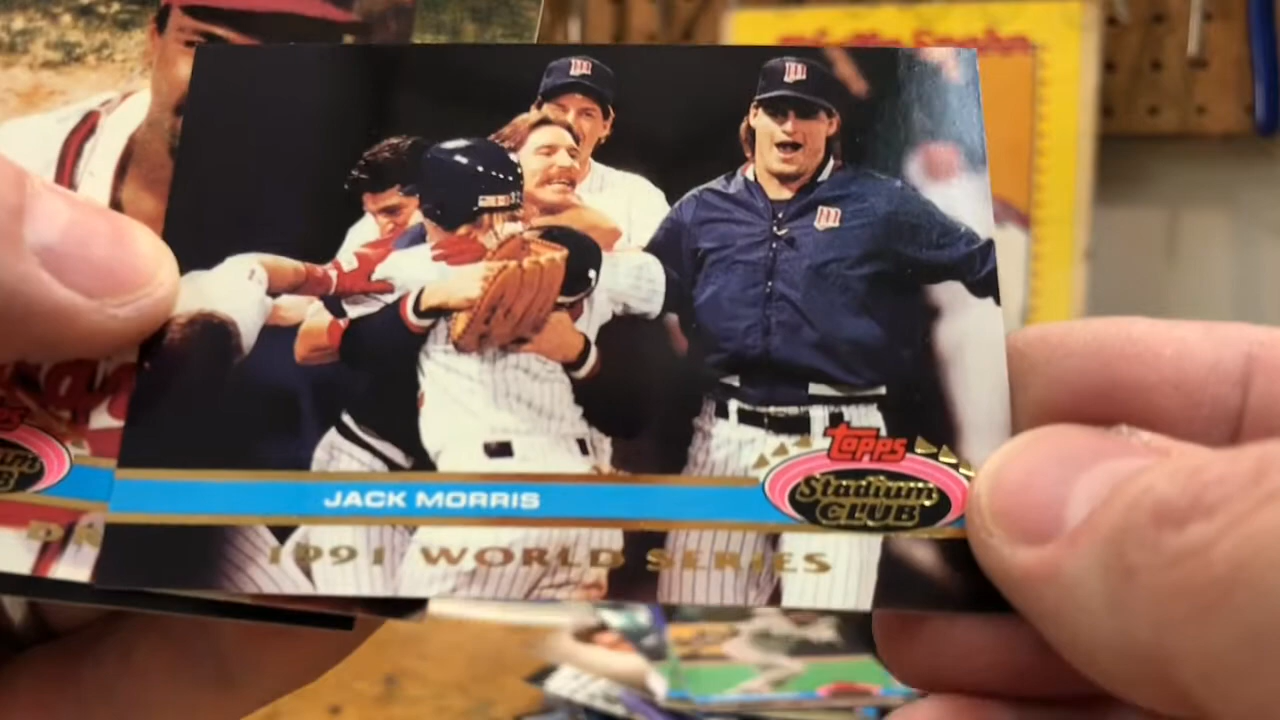 JACK MORRIS
TOPPS
Stadium
CLUB
1991 WORLD SERIES